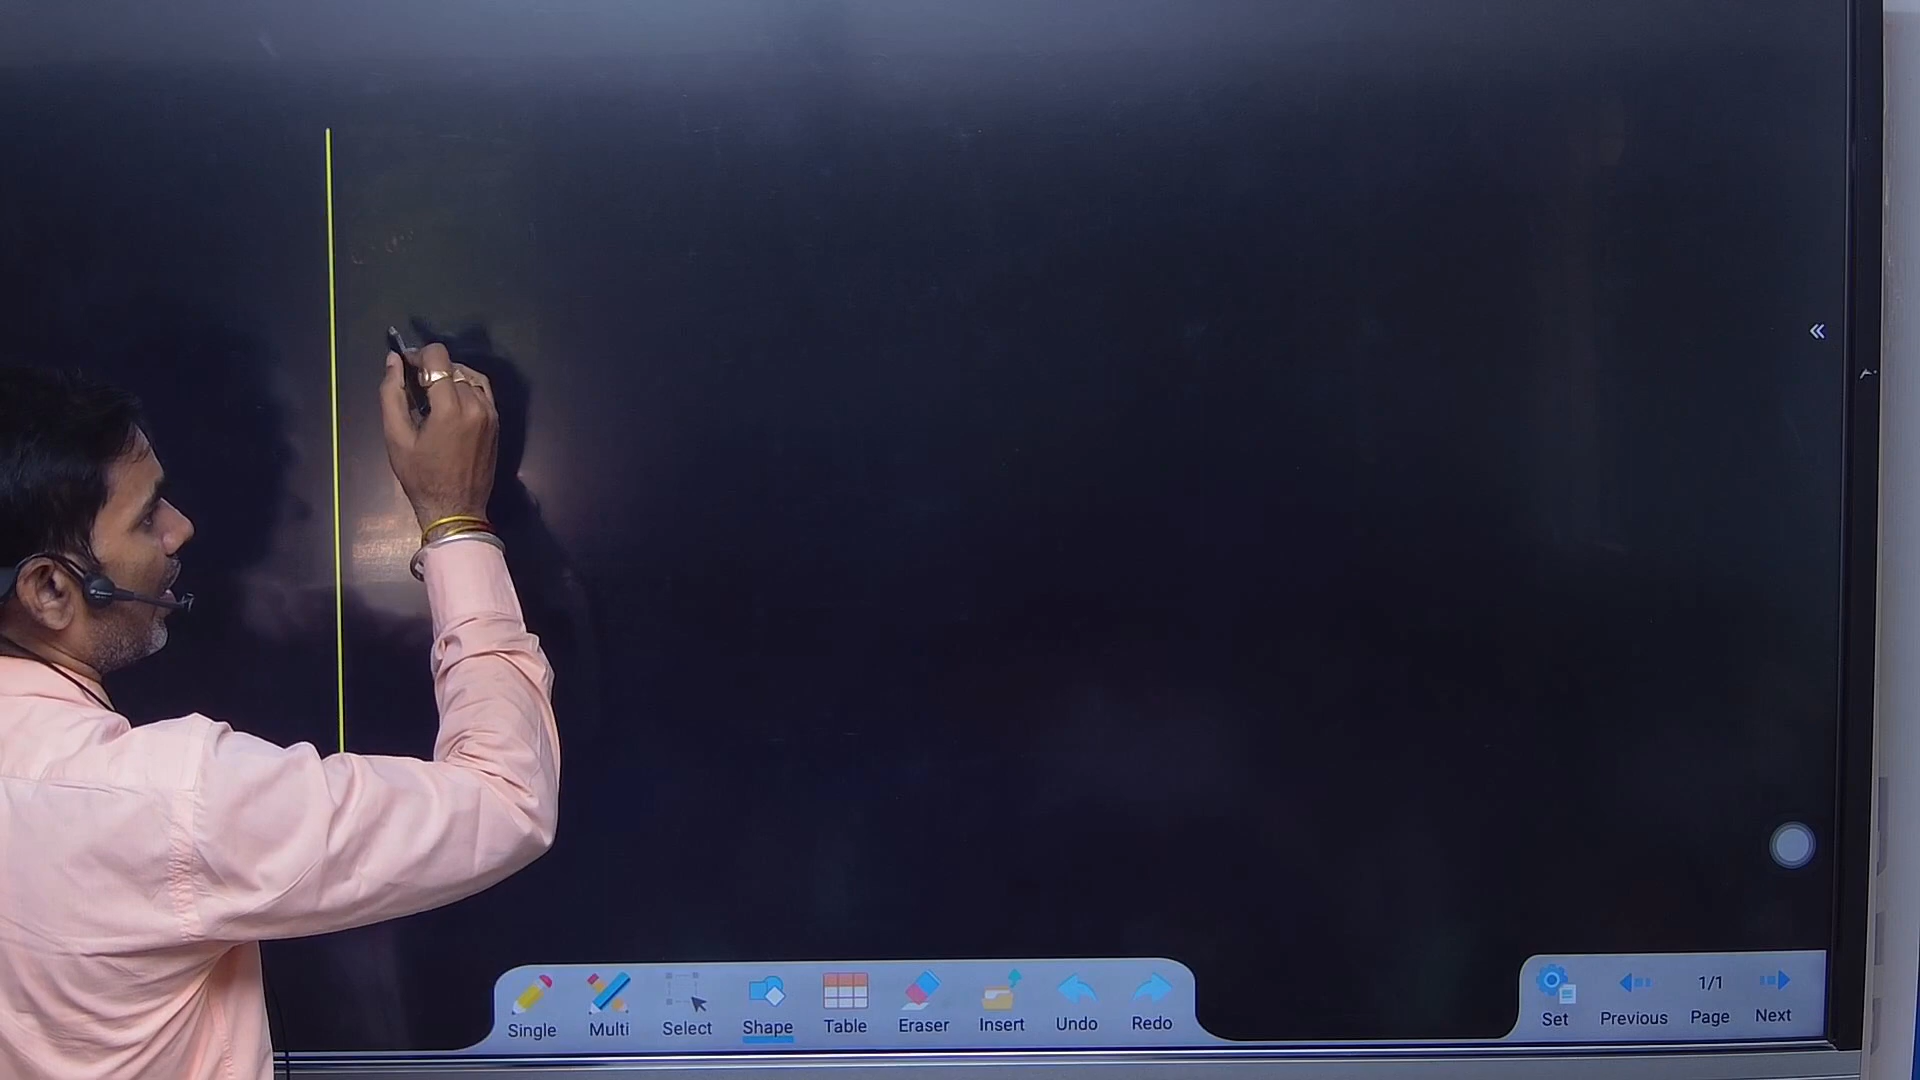 «
Single Multi Select Shape Table Eraser Insert Undo Redo
Set Previous 1/1 Page Next